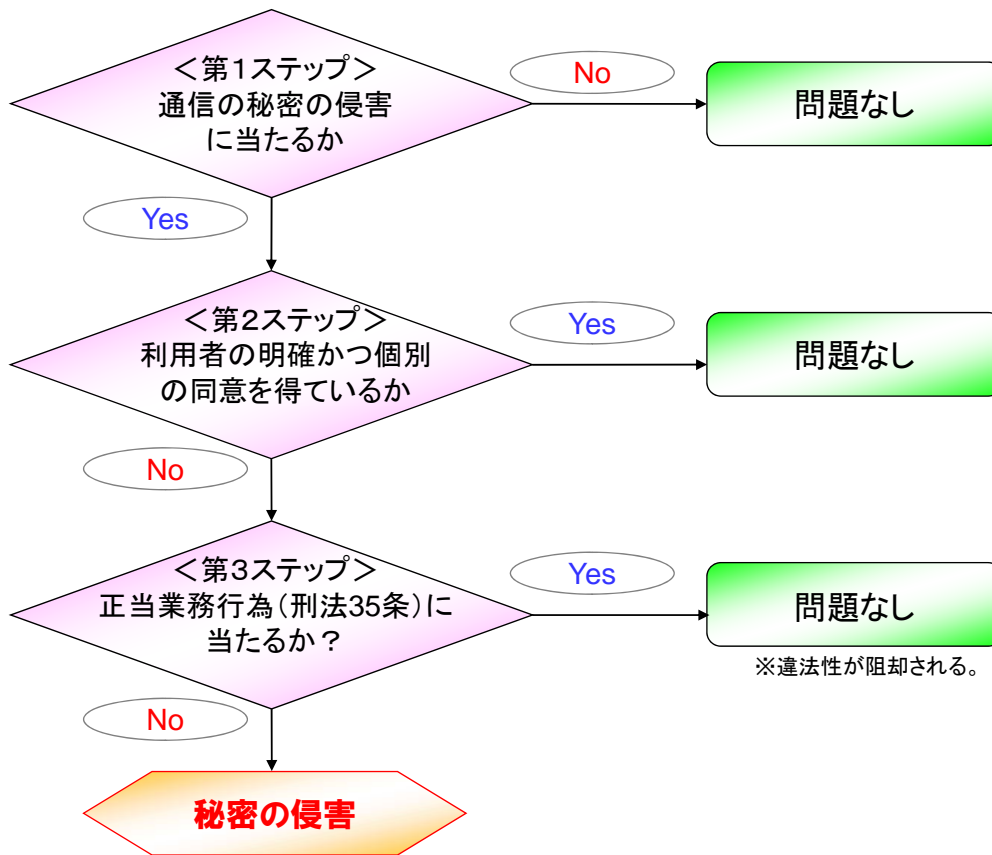 ＜第１ステップ＞
通信の秘密の侵害
に当たるか
No
問題なし
Yes
＜第２ステップ＞
利用者の明確かつ個別
の同意を得ているか
Yes
問題なし
No
＜第３ステップ＞
正当業務行為（刑法35条）に
当たるか？
Yes
問題なし
※違法性が阻却される。
No
秘密の侵害